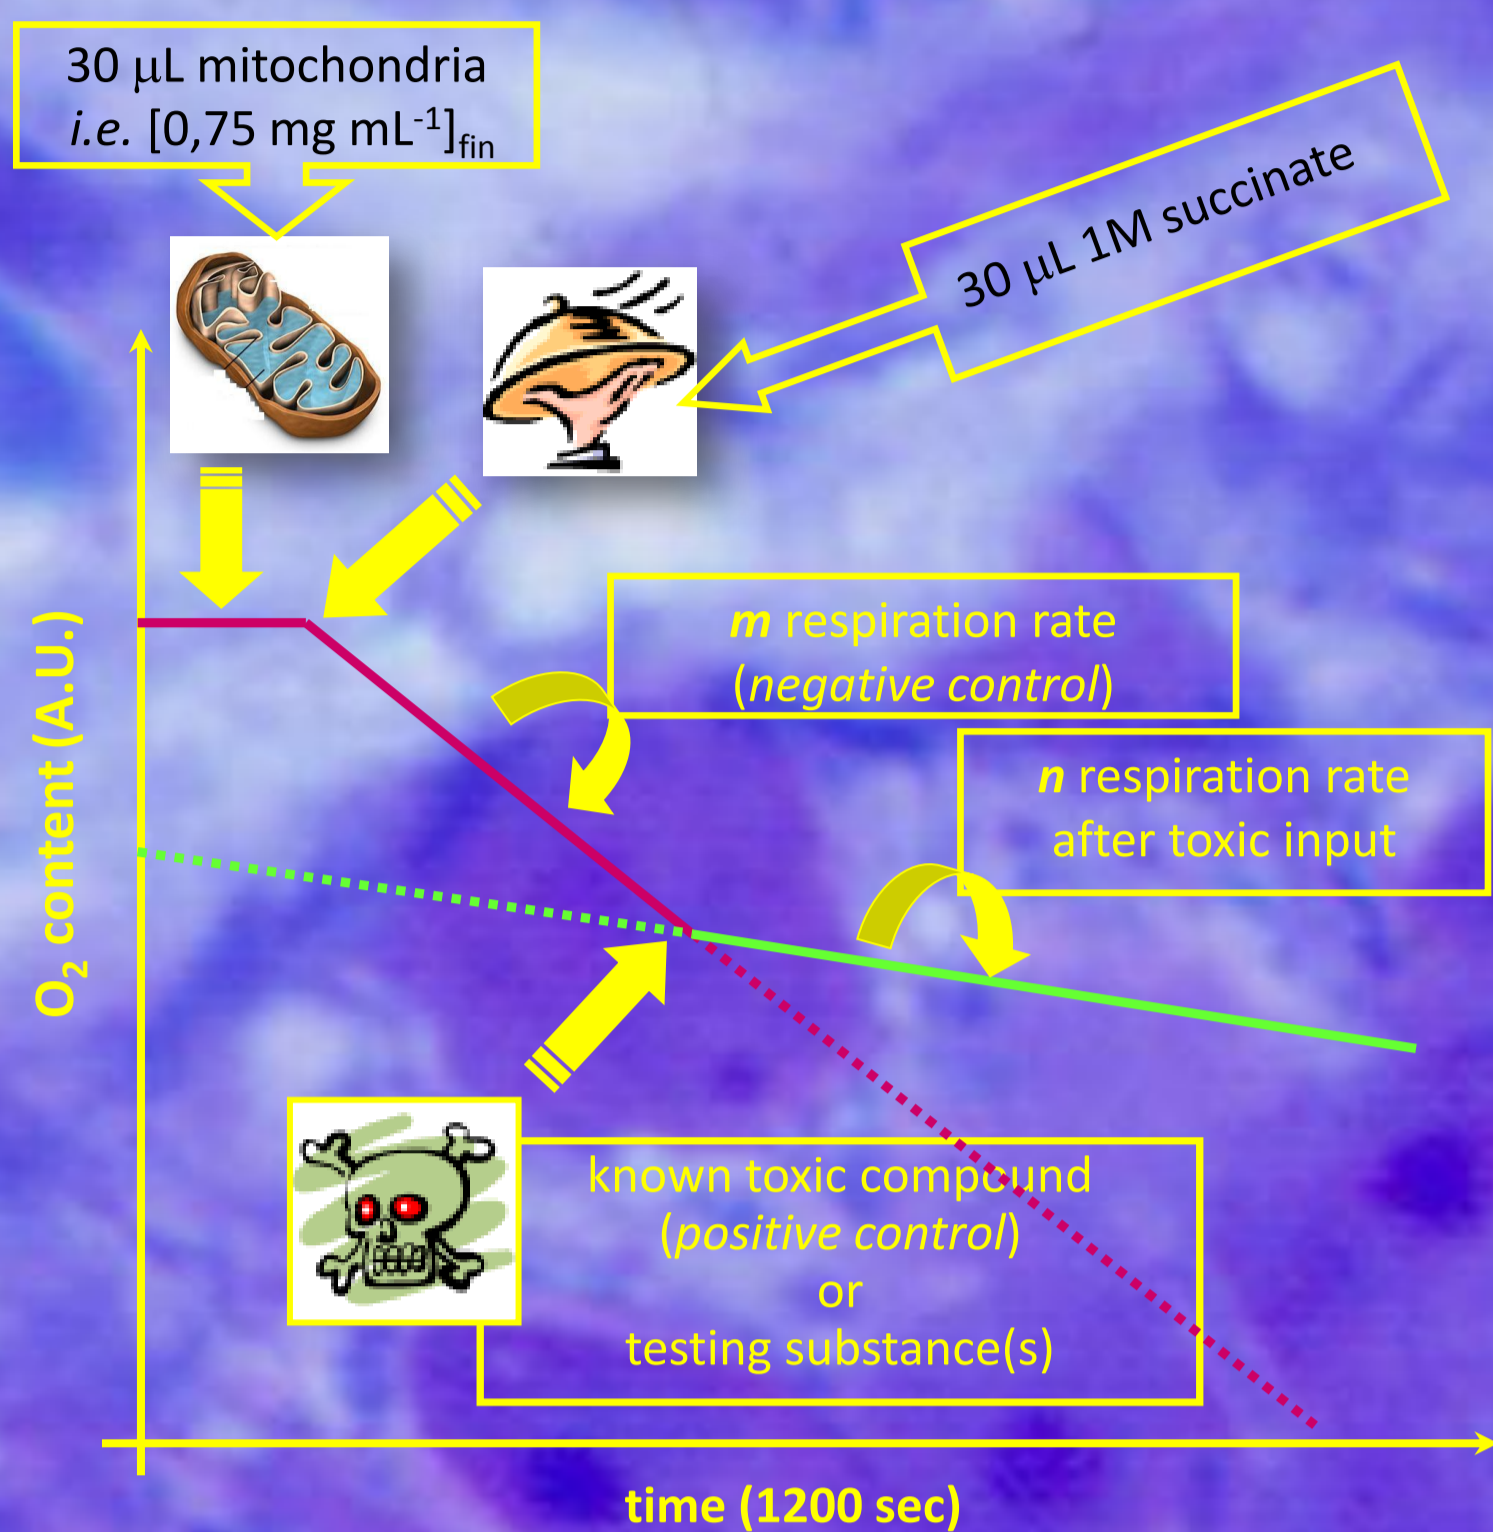 30 μL mitochondria
i.e. [0,75 mg mL⁻¹]fin
30 μL 1M succinate
m respiration rate
(negative control)
n respiration rate
after toxic input
O₂ content (A.U.)
known toxic compound
(positive control)
or
testing substance(s)
time (1200 sec)